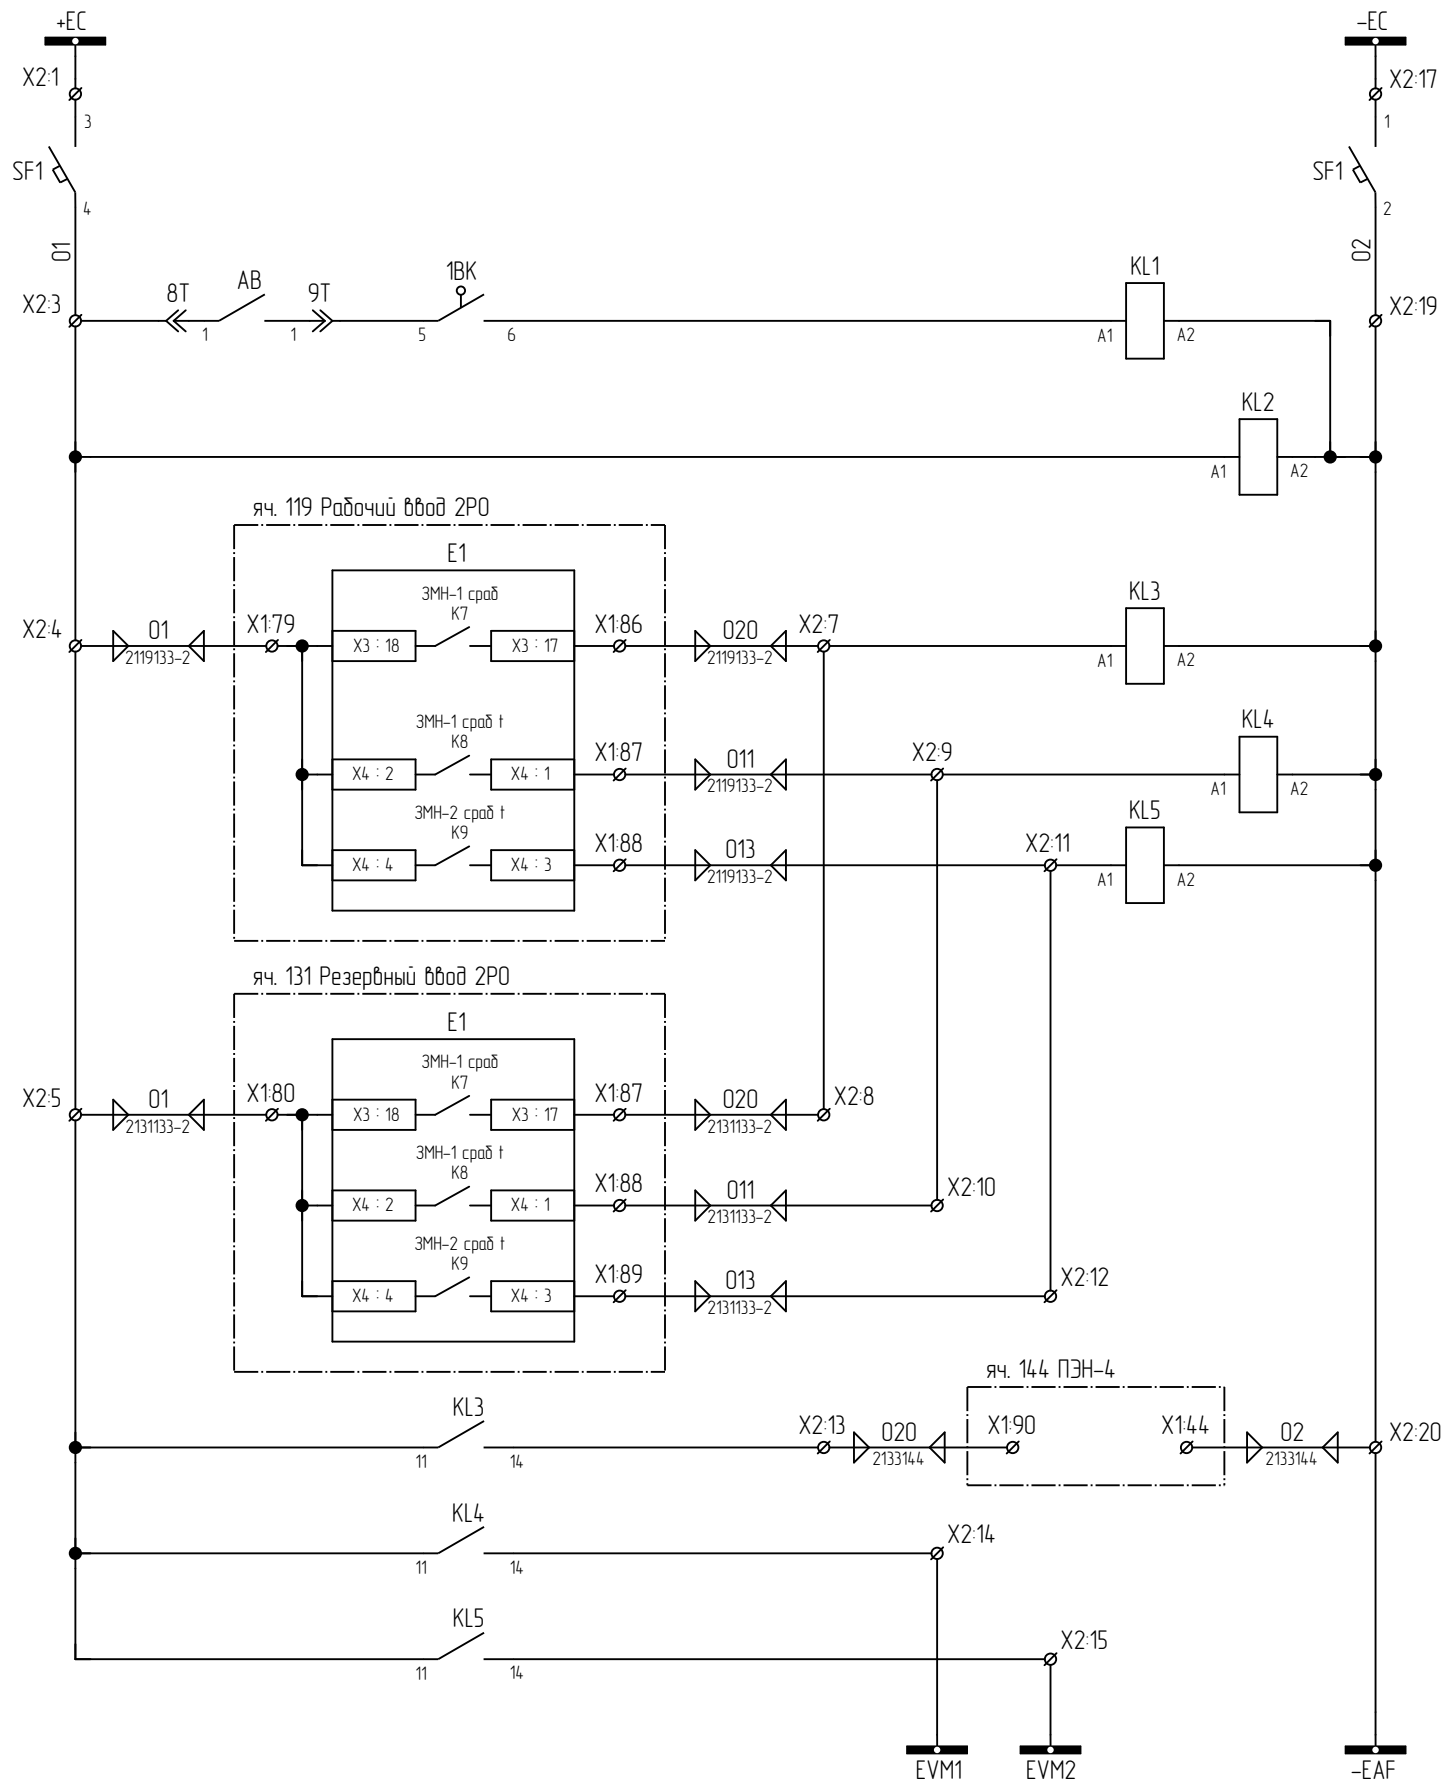 +EC
-EC
X2:1
X2:17
3
1
SF1
SF1
4
2
01
02
X2:3
8T
AB
9T
1BK
KL1
X2:19
1
1
5
6
A1
A2
KL2
A1
A2
яч. 119 Рабочий ввод 2РО
E1
ЗМН-1 сраб
K7
KL3
X2:4
01
2119133-2
X1:79
X3 : 18
X3 : 17
X1:86
020
2119133-2
X2:7
A1
A2
ЗМН-1 сраб t
K8
KL4
X4 : 2
X4 : 1
X1:87
011
2119133-2
X2:9
A1
A2
ЗМН-2 сраб t
K9
KL5
X4 : 4
X4 : 3
X1:88
013
2119133-2
X2:11
A1
A2
яч. 131 Резервный ввод 2РО
E1
ЗМН-1 сраб
K7
X2:5
01
2131133-2
X1:80
X3 : 18
X3 : 17
X1:87
020
2131133-2
X2:8
ЗМН-1 сраб t
K8
X4 : 2
X4 : 1
X1:88
011
2131133-2
X2:10
ЗМН-2 сраб t
K9
X4 : 4
X4 : 3
X1:89
013
2131133-2
X2:12
яч. 144 ПЭН-4
KL3
11
14
X2:13
020
2133144
X1:90
X1:44
02
2133144
X2:20
KL4
11
14
X2:14
KL5
11
14
X2:15
EVM1
EVM2
-EAF